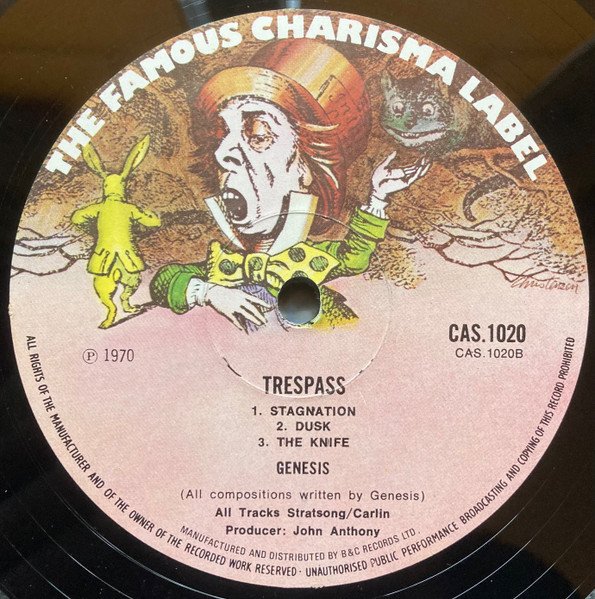 THE FAMOUS CHARISMA LABEL
CAS.1020
℗ 1970
CAS.1020B
TRESPASS
1. STAGNATION
2. DUSK
3. THE KNIFE
GENESIS
(All compositions written by Genesis)
All Tracks Stratsong/Carlin
Producer: John Anthony
MANUFACTURED AND DISTRIBUTED BY B&C RECORDS LTD.
ALL RIGHTS OF THE MANUFACTURER AND OF THE OWNER OF THE RECORDED WORK RESERVED · UNAUTHORISED PUBLIC PERFORMANCE BROADCASTING AND COPYING OF THIS RECORD PROHIBITED